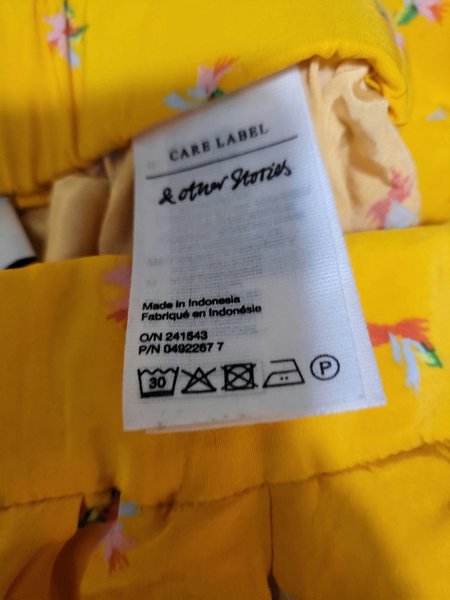 CARE LABEL
& other Stories
Made in Indonesia
Fabriqué en Indonésie
O/N 241543
P/N 0492267 7
30
P